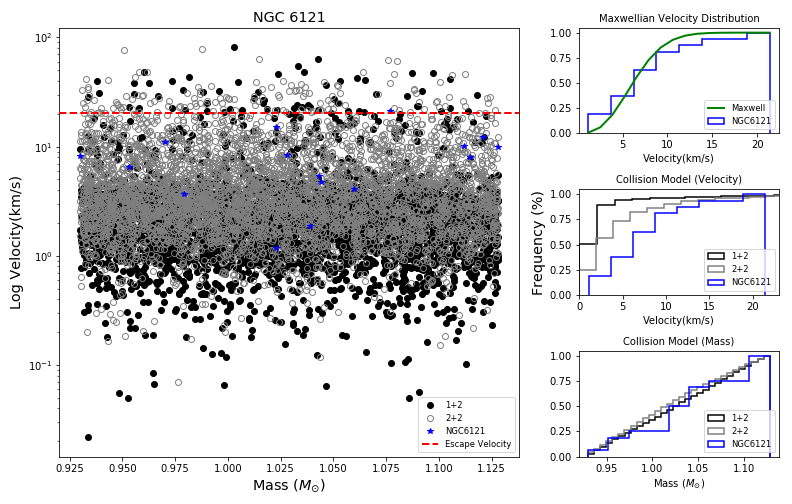 NGC 6121
Log Velocity(km/s)
10²
10¹
10⁰
10⁻¹
0.925 0.950 0.975 1.000 1.025 1.050 1.075 1.100 1.125
Mass (M⊙)
1+2
2+2
NGC6121
Escape Velocity
Maxwellian Velocity Distribution
1.00
0.75
0.50
0.25
0.00
5 10 15 20
Velocity(km/s)
Maxwell
NGC6121
Frequency (%)
Collision Model (Velocity)
1.00
0.75
0.50
0.25
0.00
0 5 10 15 20
Velocity(km/s)
1+2
2+2
NGC6121
Collision Model (Mass)
1.00
0.75
0.50
0.25
0.00
0.95 1.00 1.05 1.10
Mass (M⊙)
1+2
2+2
NGC6121